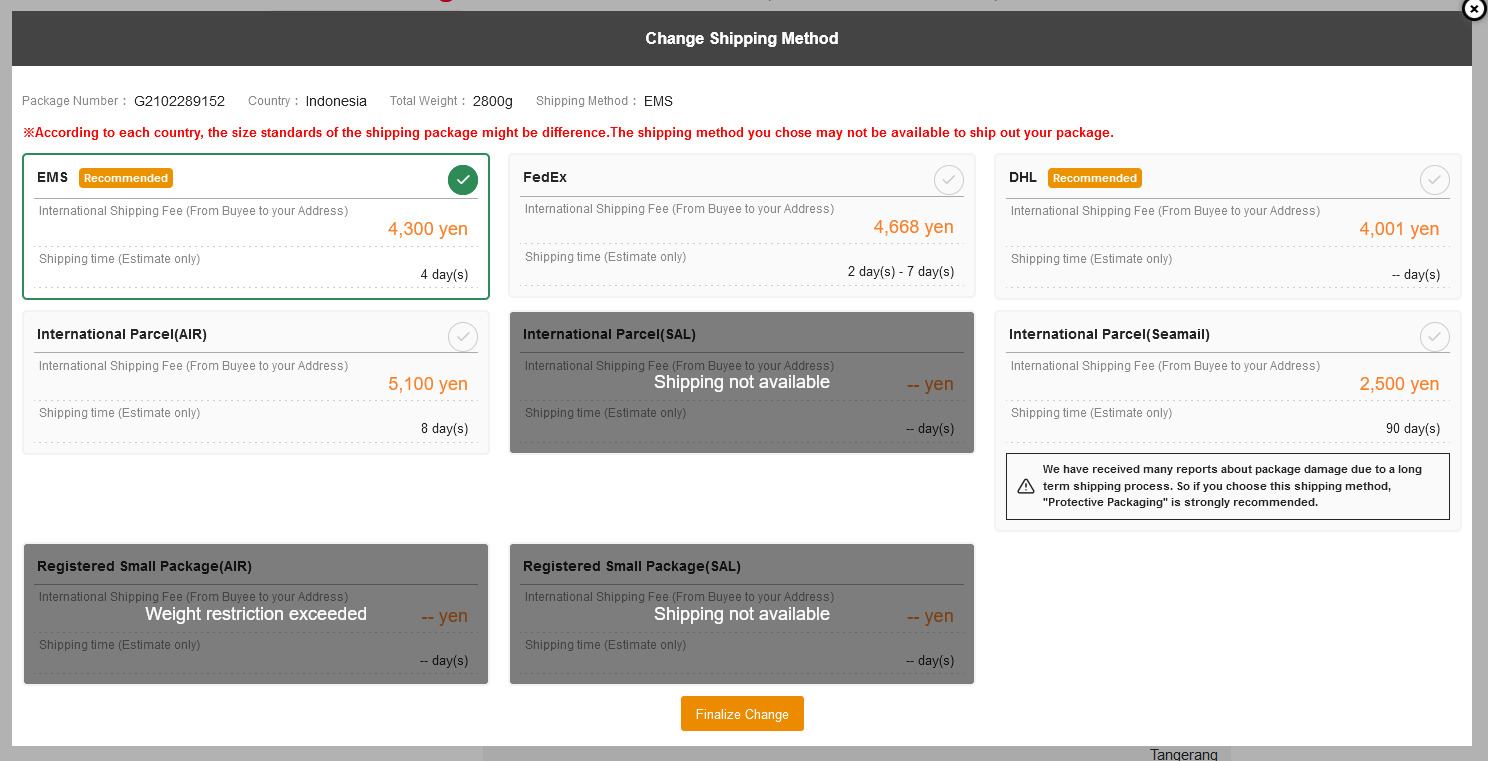 Change Shipping Method
Package Number : G2102289152 Country : Indonesia Total Weight : 2800g Shipping Method : EMS
※According to each country, the size standards of the shipping package might be difference.The shipping method you chose may not be available to ship out your package.
EMS Recommended
International Shipping Fee (From Buyee to your Address)
4,300 yen
Shipping time (Estimate only)
4 day(s)
FedEx
International Shipping Fee (From Buyee to your Address)
4,668 yen
Shipping time (Estimate only)
2 day(s) - 7 day(s)
DHL Recommended
International Shipping Fee (From Buyee to your Address)
4,001 yen
Shipping time (Estimate only)
-- day(s)
International Parcel(AIR)
International Shipping Fee (From Buyee to your Address)
5,100 yen
Shipping time (Estimate only)
8 day(s)
International Parcel(SAL)
International Shipping Fee (From Buyee to your Address)
Shipping not available
-- yen
Shipping time (Estimate only)
-- day(s)
International Parcel(Seamail)
International Shipping Fee (From Buyee to your Address)
2,500 yen
Shipping time (Estimate only)
90 day(s)
We have received many reports about package damage due to a long
term shipping process. So if you choose this shipping method,
"Protective Packaging" is strongly recommended.
Registered Small Package(AIR)
International Shipping Fee (From Buyee to your Address)
Weight restriction exceeded
-- yen
Shipping time (Estimate only)
-- day(s)
Registered Small Package(SAL)
International Shipping Fee (From Buyee to your Address)
Shipping not available
-- yen
Shipping time (Estimate only)
-- day(s)
Finalize Change
Tangerang